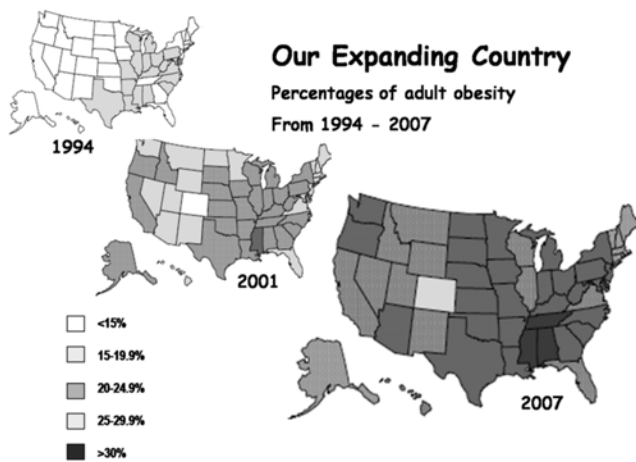 Our Expanding Country
Percentages of adult obesity
From 1994 - 2007
1994
2001
2007
<15%
15-19.9%
20-24.9%
25-29.9%
>30%